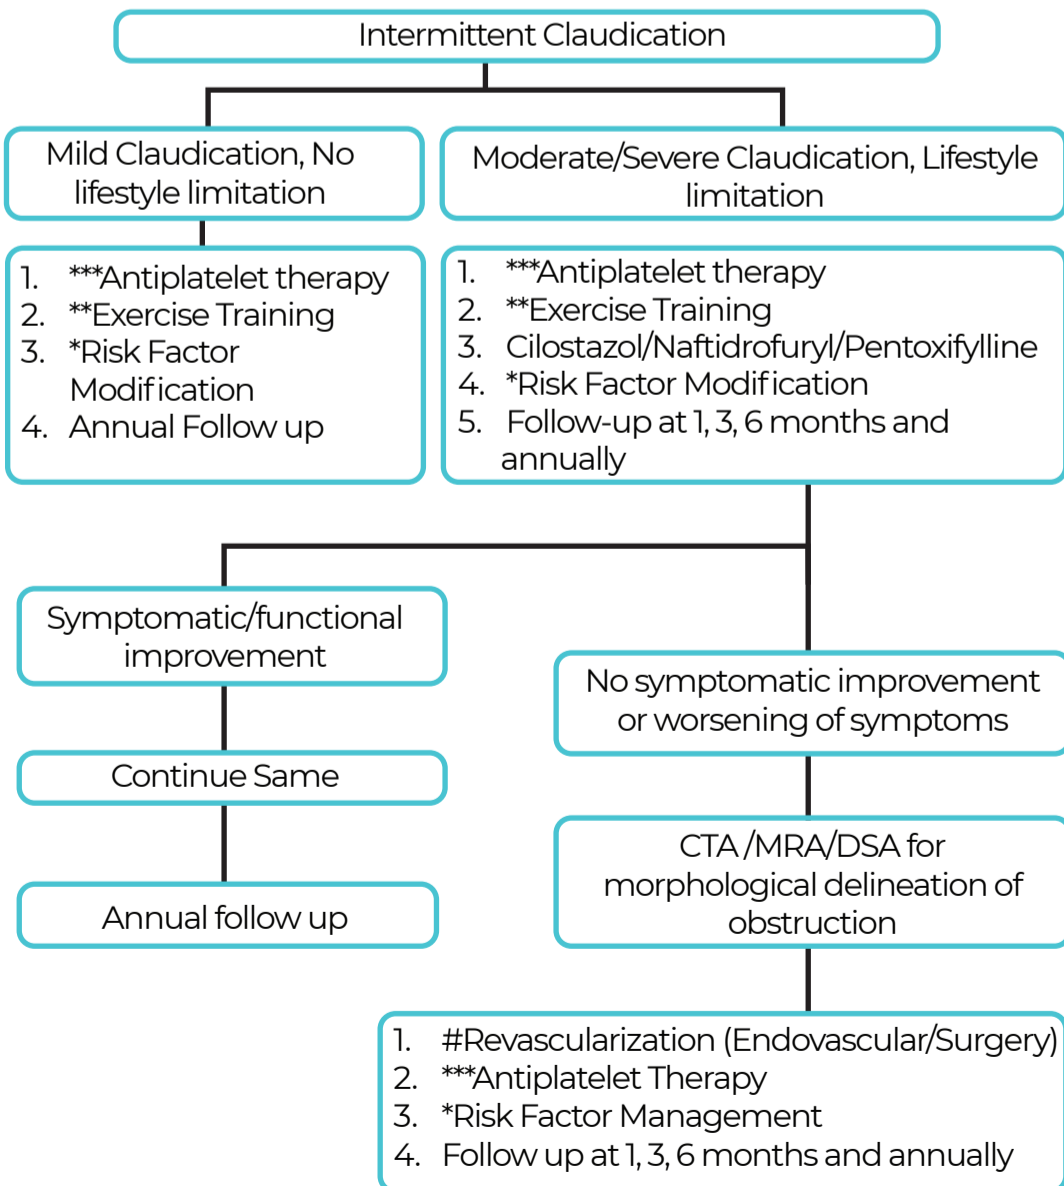 Intermittent Claudication
Mild Claudication, No
lifestyle limitation
Moderate/Severe Claudication, Lifestyle
limitation
1. ***Antiplatelet therapy
2. **Exercise Training
3. *Risk Factor
Modification
4. Annual Follow up
1. ***Antiplatelet therapy
2. **Exercise Training
3. Cilostazol/Naftidrofuryl/Pentoxifylline
4. *Risk Factor Modification
5. Follow-up at 1, 3, 6 months and
annually
Symptomatic/functional
improvement
Continue Same
Annual follow up
No symptomatic improvement
or worsening of symptoms
CTA /MRA/DSA for
morphological delineation of
obstruction
1. #Revascularization (Endovascular/Surgery)
2. ***Antiplatelet Therapy
3. *Risk Factor Management
4. Follow up at 1, 3, 6 months and annually